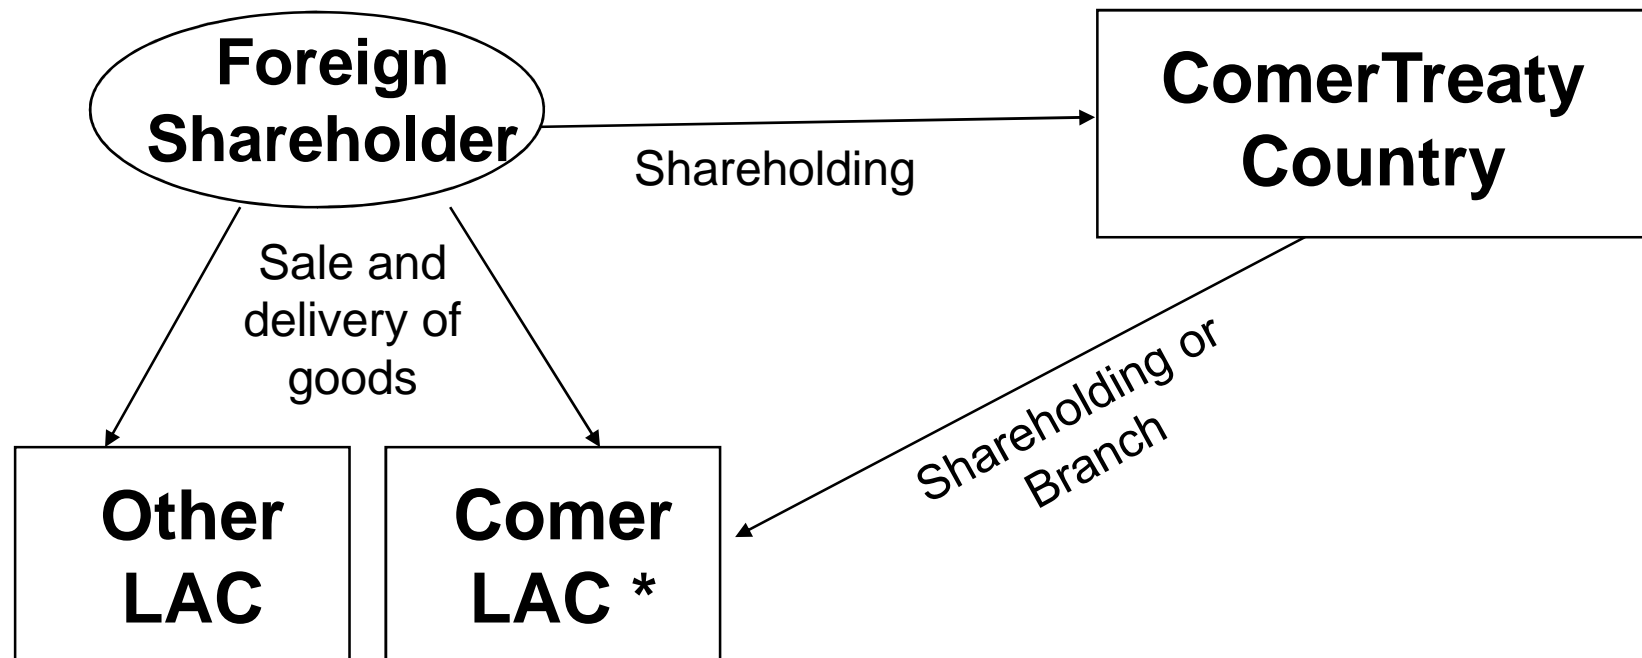 Foreign
Shareholder
ComerTreaty
Country
Shareholding
Sale and
delivery of
goods
Shareholding or
Branch
Other
LAC
Comer
LAC *